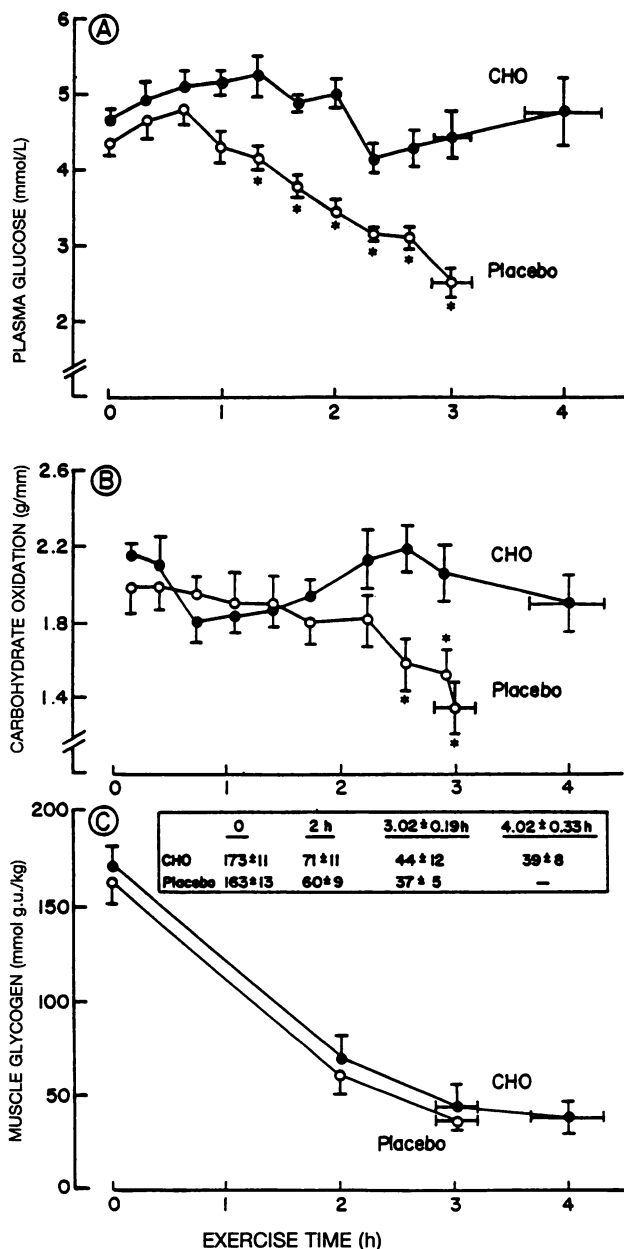 A
PLASMA GLUCOSE (mmol/L)
6
5
4
3
2
CHO
Placebo
* * * * * *
0 1 2 3 4
B
CARBOHYDRATE OXIDATION (g/mm)
2.6
2.2
1.8
1.4
CHO
Placebo
* * *
0 1 2 3 4
C
MUSCLE GLYCOGEN (mmol g.u./kg)
200
150
100
50
0
0 2 h 3.02±0.19h 4.02±0.33h
CHO 173±11 71±11 44±12 39±8
Placebo 163±13 60±9 37±5 —
CHO
Placebo
0 1 2 3 4
EXERCISE TIME (h)